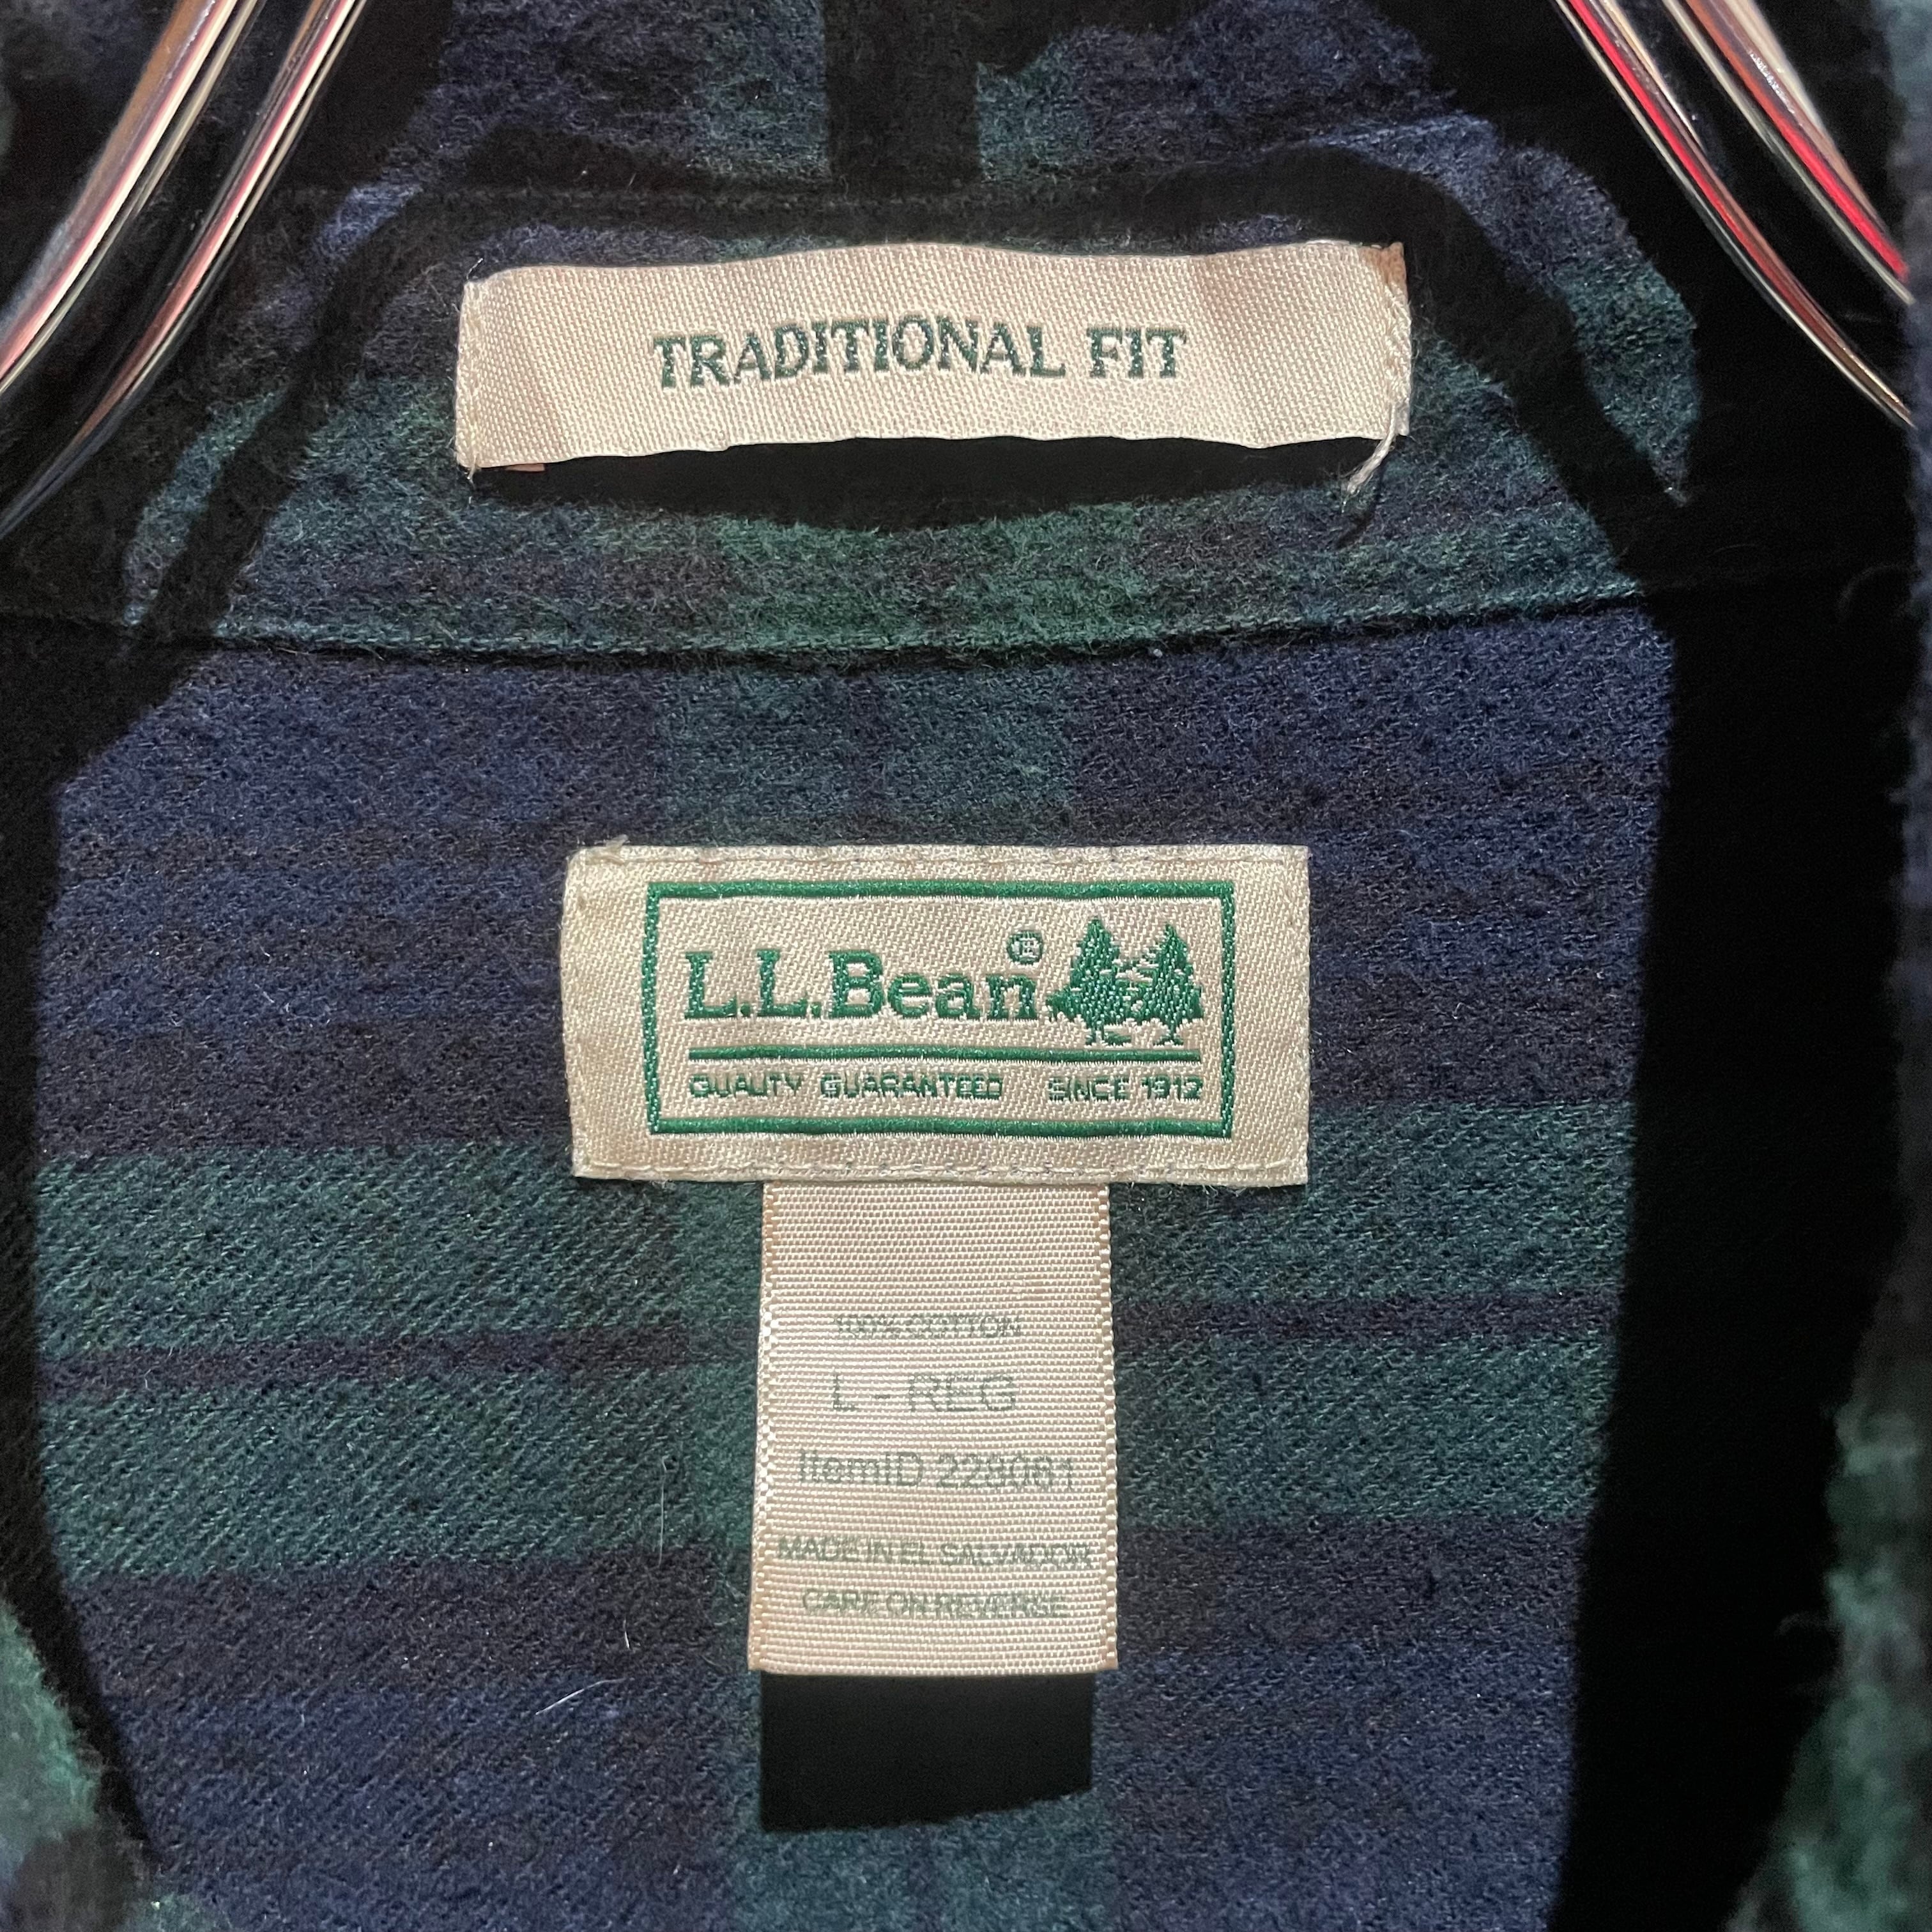 TRADITIONAL FIT
L.L.Bean®
QUALITY GUARANTEED SINCE 1912
100% COTTON
L - REG
ItemID 228081
MADE IN EL SALVADOR
CARE ON REVERSE